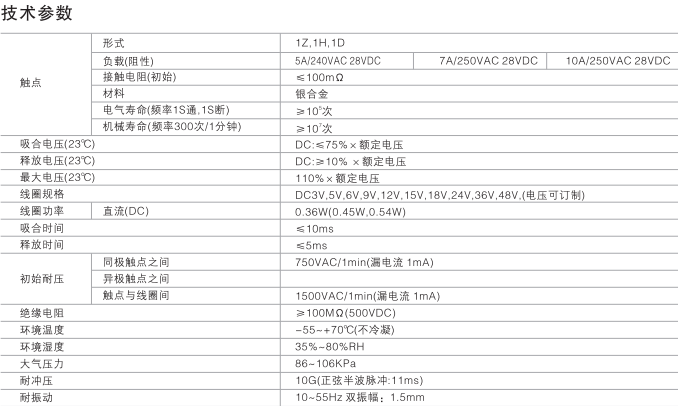 技术参数
形式 1Z,1H,1D
负载(阻性) 5A/240VAC 28VDC 7A/250VAC 28VDC 10A/250VAC 28VDC
触点 接触电阻(初始) ≤100mΩ
材料 银合金
电气寿命(频率1S通,1S断) ≥10⁵次
机械寿命(频率300次/1分钟) ≥10⁷次
吸合电压(23℃) DC:≤75%×额定电压
释放电压(23℃) DC:≥10% ×额定电压
最大电压(23℃) 110%×额定电压
线圈规格 DC3V,5V,6V,9V,12V,15V,18V,24V,36V,48V,(电压可订制)
线圈功率 直流(DC) 0.36W(0.45W,0.54W)
吸合时间 ≤10ms
释放时间 ≤5ms
同极触点之间 750VAC/1min(漏电流 1mA)
初始耐压 异极触点之间
触点与线圈间 1500VAC/1min(漏电流 1mA)
绝缘电阻 ≥100MΩ(500VDC)
环境温度 -55~+70℃(不冷凝)
环境湿度 35%~80%RH
大气压力 86~106KPa
耐冲压 10G(正弦半波脉冲:11ms)
耐振动 10~55Hz 双振幅：1.5mm